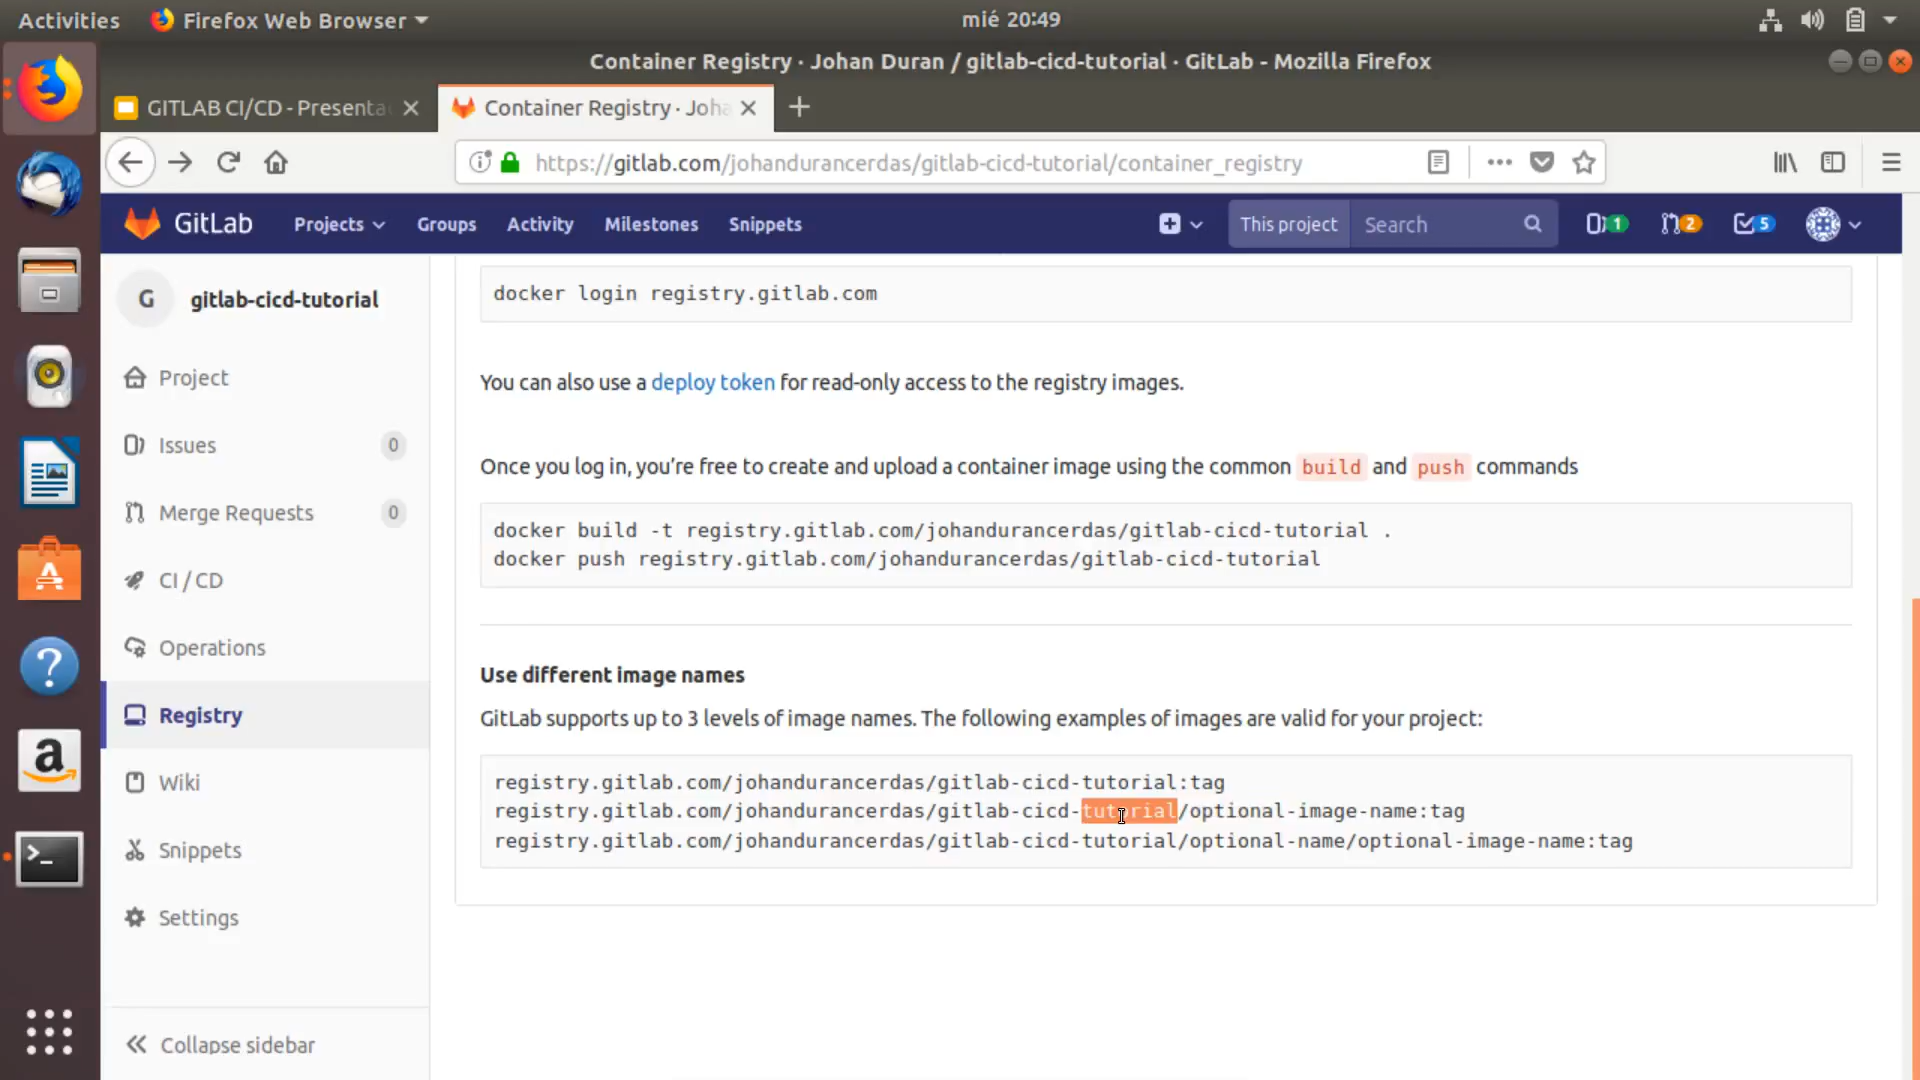 Activities Firefox Web Browser mié 20:49
Container Registry · Johan Duran / gitlab-cicd-tutorial · GitLab - Mozilla Firefox
GITLAB CI/CD - Presenta Container Registry · Joha
https://gitlab.com/johandurancerdas/gitlab-cicd-tutorial/container_registry
GitLab Projects Groups Activity Milestones Snippets This project Search 1 2 5
G gitlab-cicd-tutorial
Project
Issues 0
Merge Requests 0
CI / CD
Operations
Registry
Wiki
Snippets
Settings
Collapse sidebar
docker login registry.gitlab.com
You can also use a deploy token for read-only access to the registry images.
Once you log in, you're free to create and upload a container image using the common build and push commands
docker build -t registry.gitlab.com/johandurancerdas/gitlab-cicd-tutorial .
docker push registry.gitlab.com/johandurancerdas/gitlab-cicd-tutorial
Use different image names
GitLab supports up to 3 levels of image names. The following examples of images are valid for your project:
registry.gitlab.com/johandurancerdas/gitlab-cicd-tutorial:tag
registry.gitlab.com/johandurancerdas/gitlab-cicd-tutorial/optional-image-name:tag
registry.gitlab.com/johandurancerdas/gitlab-cicd-tutorial/optional-name/optional-image-name:tag